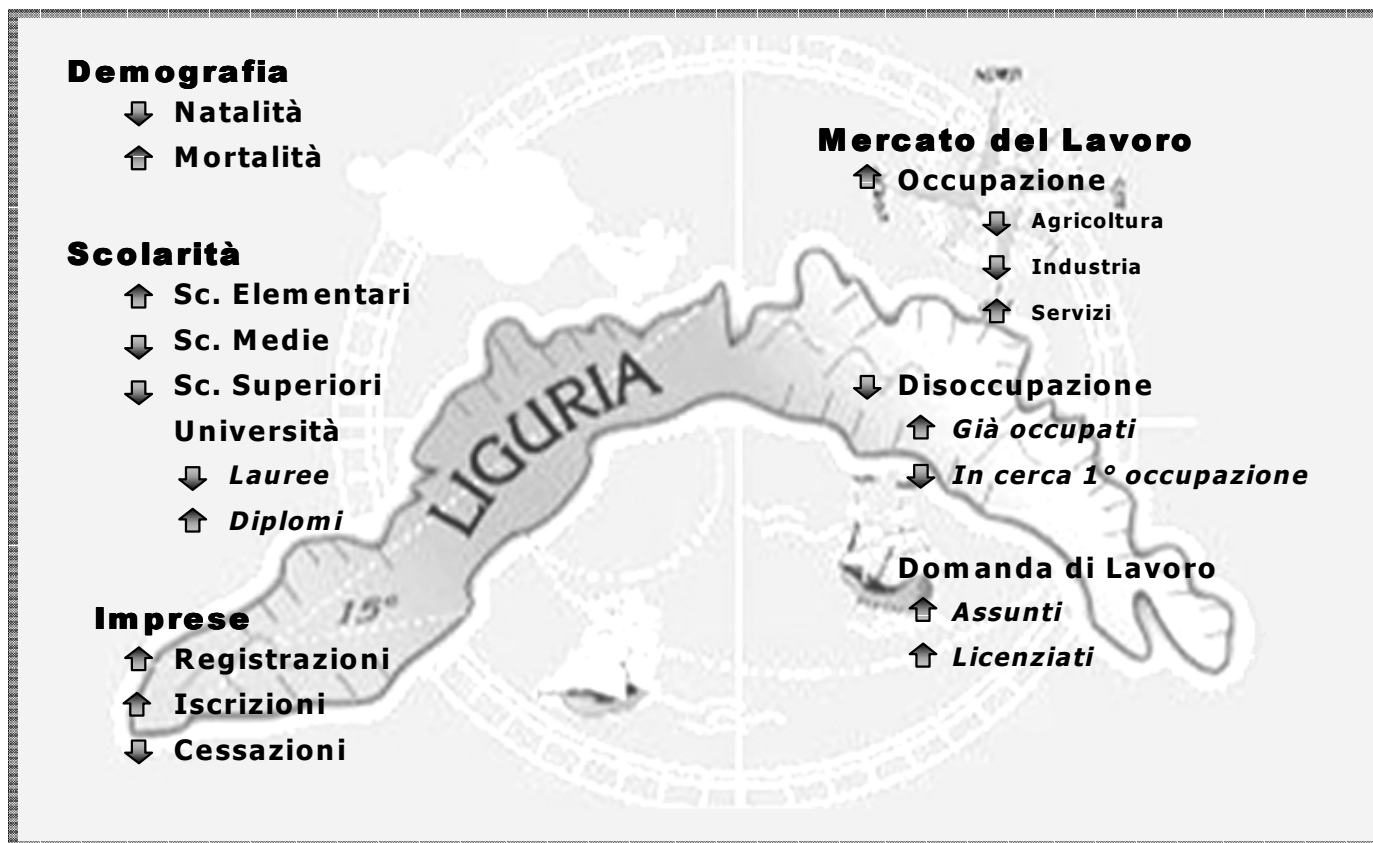 Demografia
Natalità
Mortalità
Scolarità
Sc. Elementari
Sc. Medie
Sc. Superiori
Università
Lauree
Diplomi
Imprese
Registrazioni
Iscrizioni
Cessazioni
LIGURIA
15°
Mercato del Lavoro
Occupazione
Agricoltura
Industria
Servizi
Disoccupazione
Già occupati
In cerca 1° occupazione
Domanda di Lavoro
Assunti
Licenziati